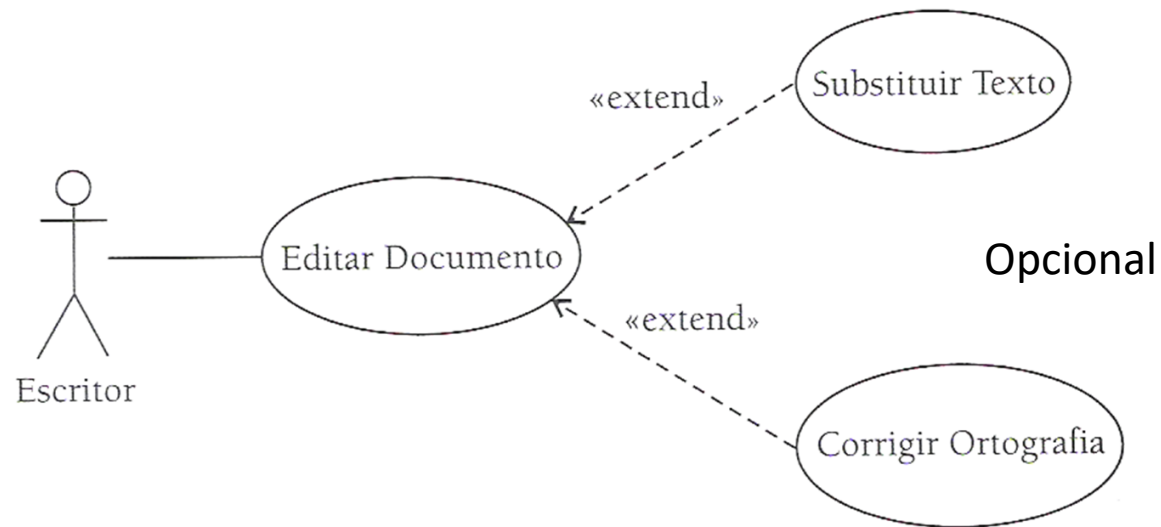 Substituir Texto
«extend»
Editar Documento
Opcional
«extend»
Escritor
Corrigir Ortografia